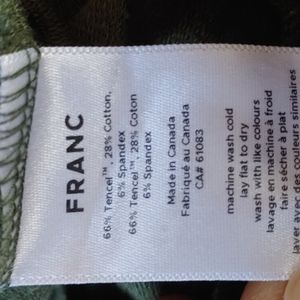 FRANC
66% Tencel™, 28% Cotton,
6% Spandex
66% Tencel™, 28% Coton
6% Spandex
Made in Canada
Fabriqué au Canada
CA# 61083
machine wash cold
lay flat to dry
wash with like colours
lavage en machine à froid
faire sécher à plat
laver avec des couleurs similaires